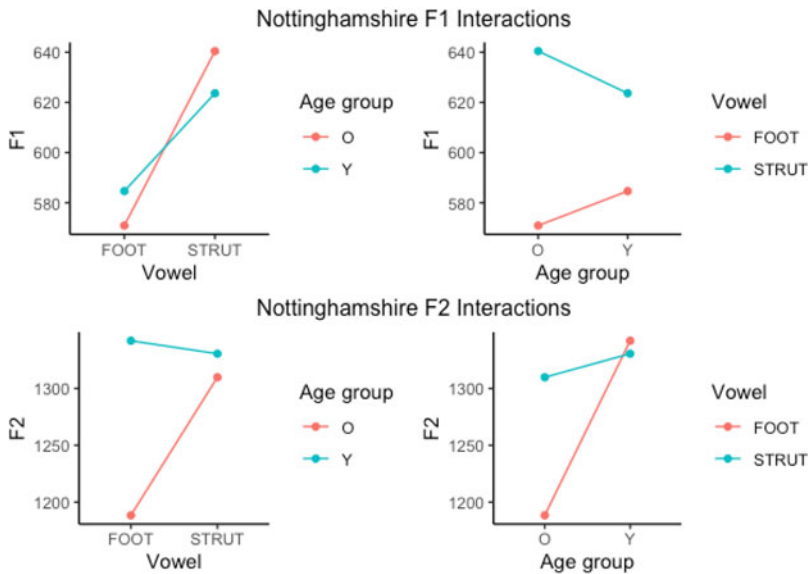 Nottinghamshire F1 Interactions
640
620
600
580
F1
FOOT STRUT
Vowel
Age group
O
Y
640
620
600
580
F1
O Y
Age group
Vowel
FOOT
STRUT
Nottinghamshire F2 Interactions
1300
1250
1200
F2
FOOT STRUT
Vowel
Age group
O
Y
1300
1250
1200
F2
O Y
Age group
Vowel
FOOT
STRUT